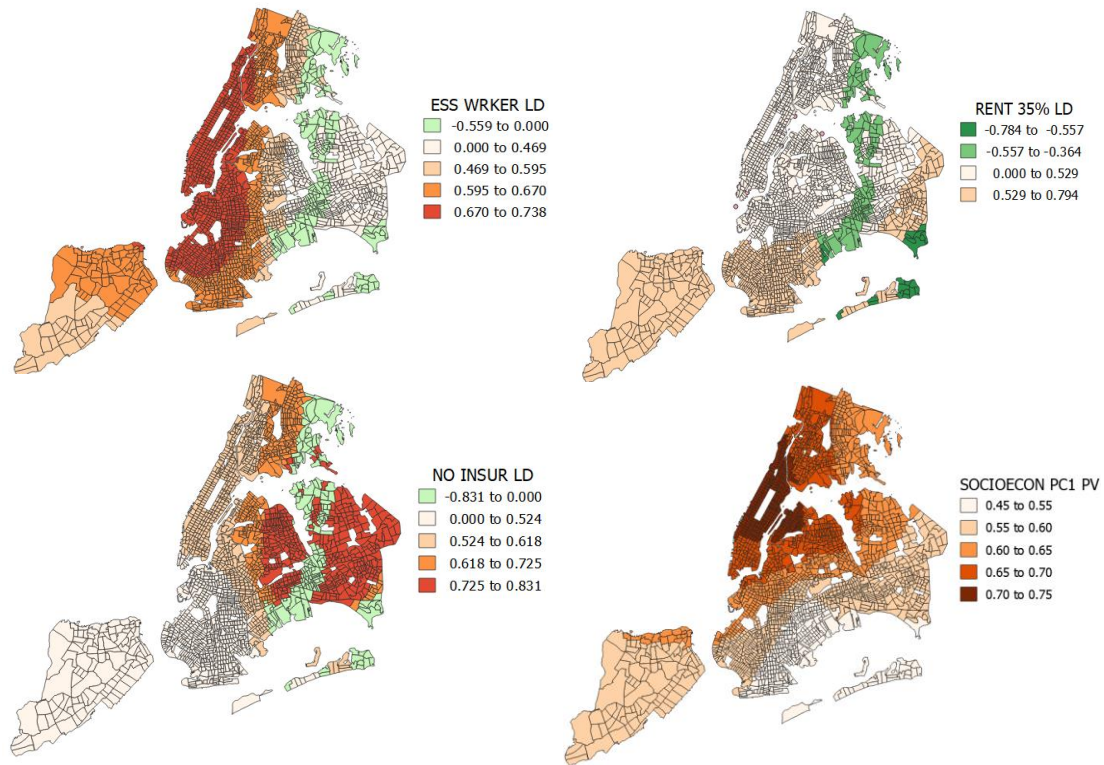 ESS WRKER LD
-0.559 to 0.000
0.000 to 0.469
0.469 to 0.595
0.595 to 0.670
0.670 to 0.738
RENT 35% LD
-0.784 to -0.557
-0.557 to -0.364
0.000 to 0.529
0.529 to 0.794
NO INSUR LD
-0.831 to 0.000
0.000 to 0.524
0.524 to 0.618
0.618 to 0.725
0.725 to 0.831
SOCIOECON PC1 PV
0.45 to 0.55
0.55 to 0.60
0.60 to 0.65
0.65 to 0.70
0.70 to 0.75